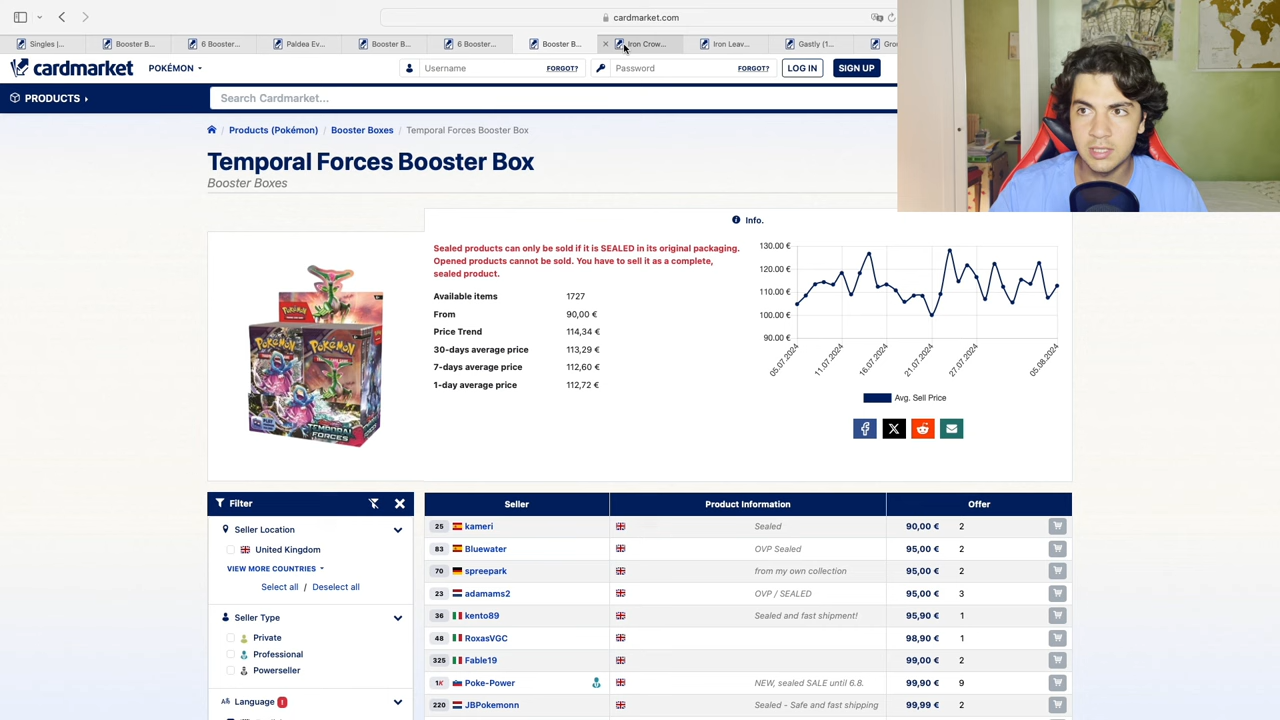 cardmarket.com
Singles |...
Booster B...
6 Booster...
Paldea Ev...
Booster B...
6 Booster...
Booster B...
Iron Crow...
Iron Leav...
Gastly (1...
cardmarket
POKÉMON
Username
FORGOT?
Password
FORGOT?
LOG IN
SIGN UP
PRODUCTS
Search Cardmarket...
Products (Pokémon) / Booster Boxes / Temporal Forces Booster Box
Temporal Forces Booster Box
Booster Boxes
Info.
Sealed products can only be sold if it is SEALED in its original packaging.
Opened products cannot be sold. You have to sell it as a complete,
sealed product.
Available items 1727
From 90,00 €
Price Trend 114,34 €
30-days average price 113,29 €
7-days average price 112,60 €
1-day average price 112,72 €
130.00 €
120.00 €
110.00 €
100.00 €
90.00 €
05.07.2024
11.07.2024
16.07.2024
21.07.2024
27.07.2024
05.08.2024
Avg. Sell Price
Pokémon
Pokémon
Pokémon
TEMPORAL
FORCES
Filter
Seller Location
United Kingdom
VIEW MORE COUNTRIES
Select all / Deselect all
Seller Type
Private
Professional
Powerseller
Language 1
Seller Product Information Offer
25 kameri Sealed 90,00 € 2
83 Bluewater OVP Sealed 95,00 € 2
70 spreepark from my own collection 95,00 € 2
23 adamams2 OVP / SEALED 95,00 € 3
36 kento89 Sealed and fast shipment! 95,90 € 1
48 RoxasVGC 98,90 € 1
325 Fable19 99,00 € 2
1K Poke-Power NEW, sealed SALE until 6.8. 99,90 € 9
220 JBPokemonn Sealed - Safe and fast shipping 99,99 € 2